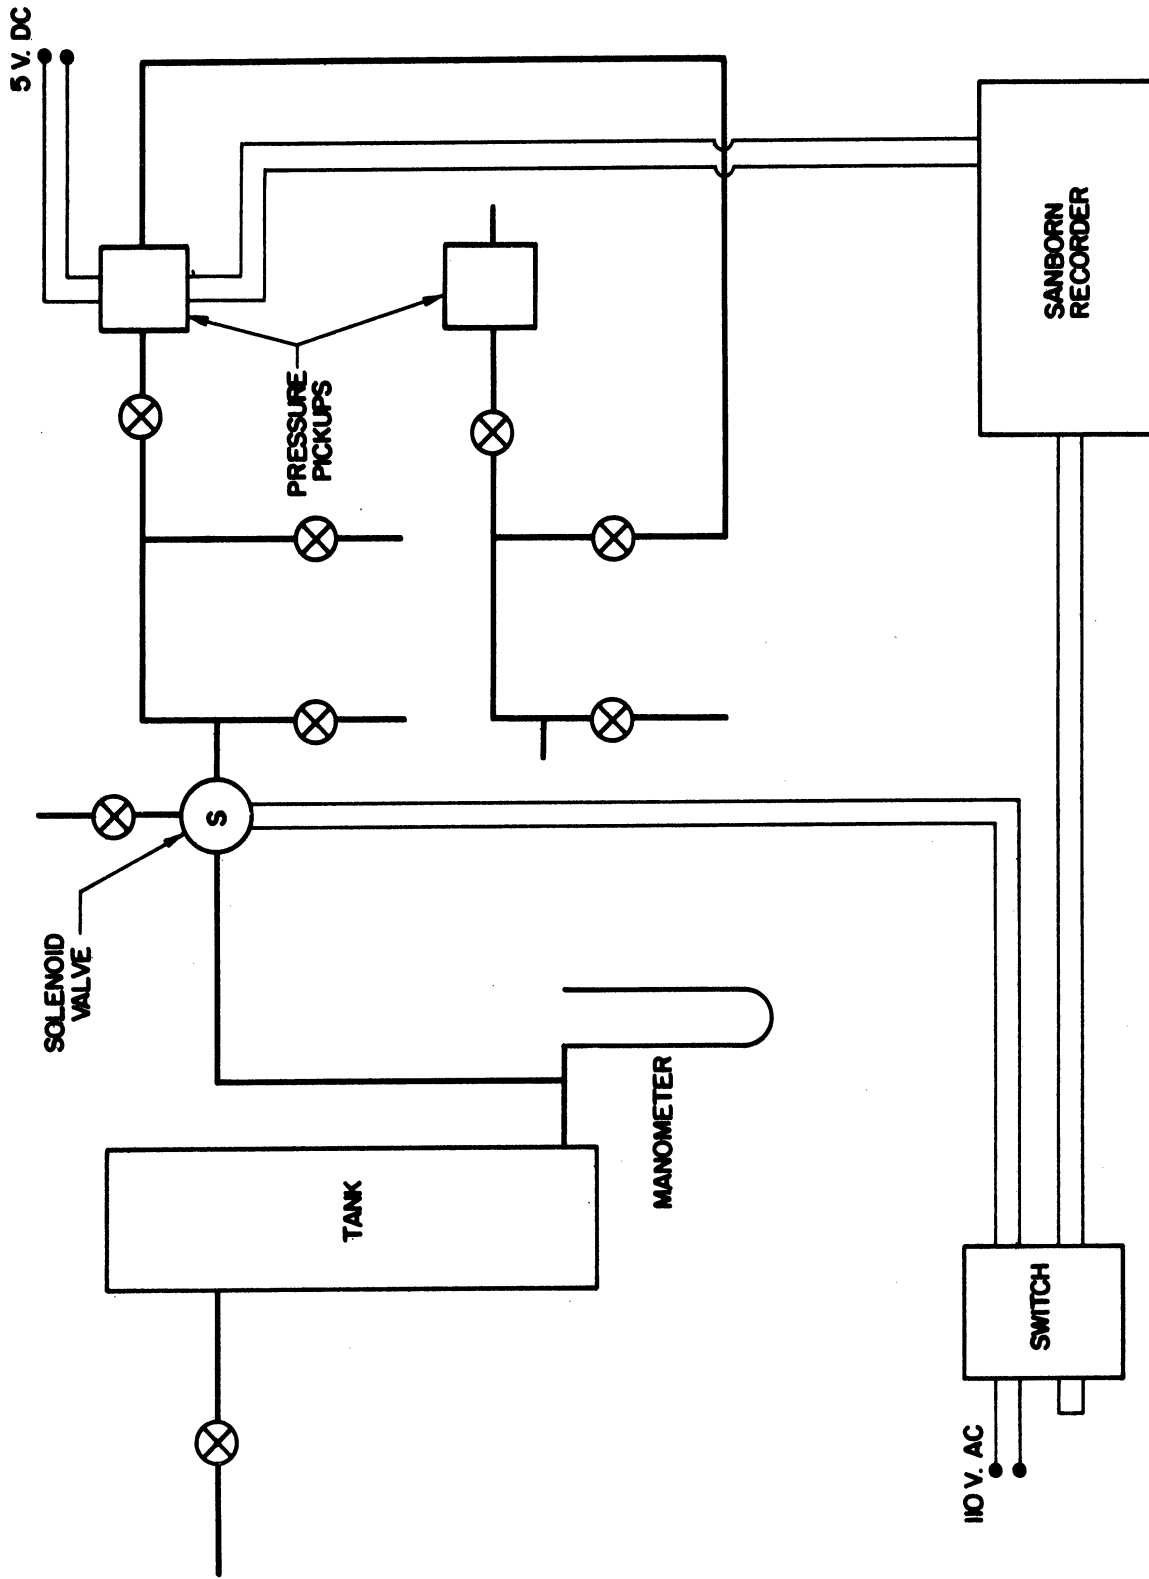 5 V. DC
PRESSURE
PICKUPS
SANBORN
RECORDER
SOLENOID
VALVE
S
MANOMETER
TANK
SWITCH
110 V. AC